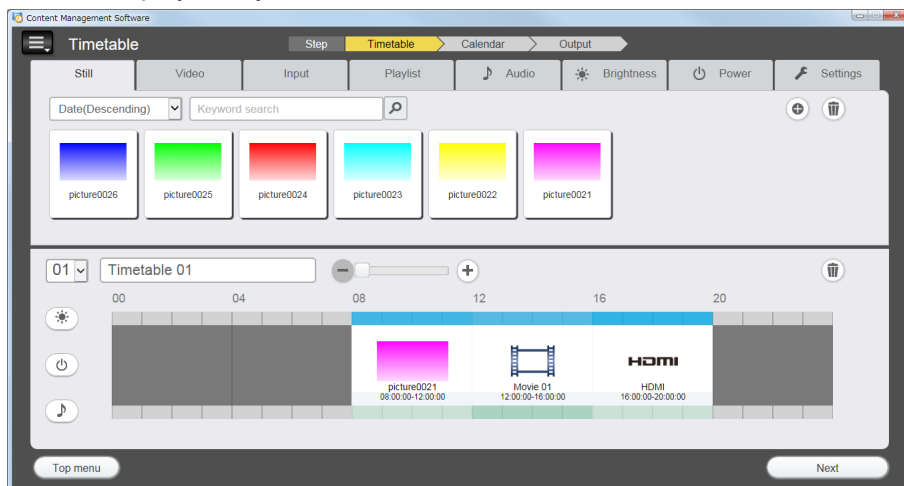 Content Management Software
Timetable
Step Timetable Calendar Output
Still Video Input Playlist Audio Brightness Power Settings
Date(Descending) Keyword search
picture0026 picture0025 picture0024 picture0023 picture0022 picture0021
01 Timetable 01
00 04 08 12 16 20
HDMI
picture0021 Movie 01 HDMI
08:00:00-12:00:00 12:00:00-16:00:00 16:00:00-20:00:00
Top menu Next